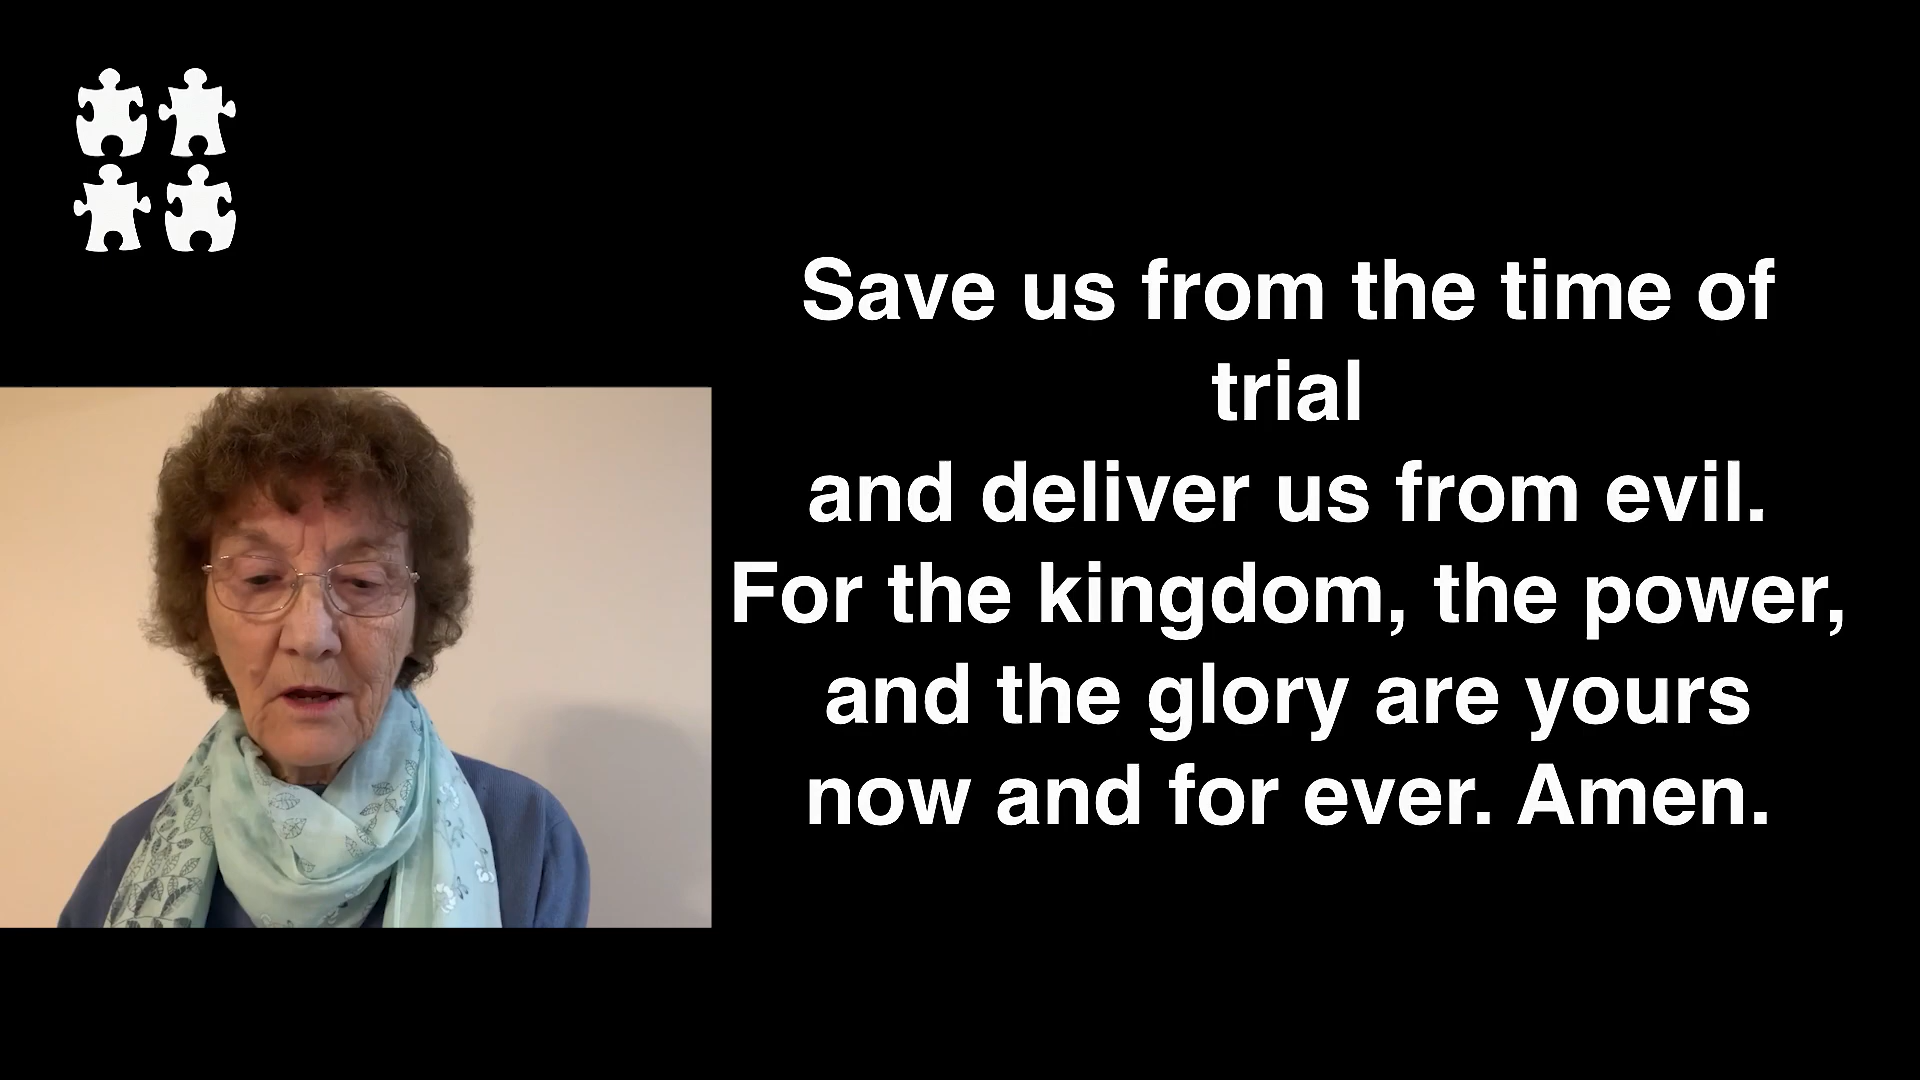 Save us from the time of
trial
and deliver us from evil.
For the kingdom, the power,
and the glory are yours
now and for ever. Amen.